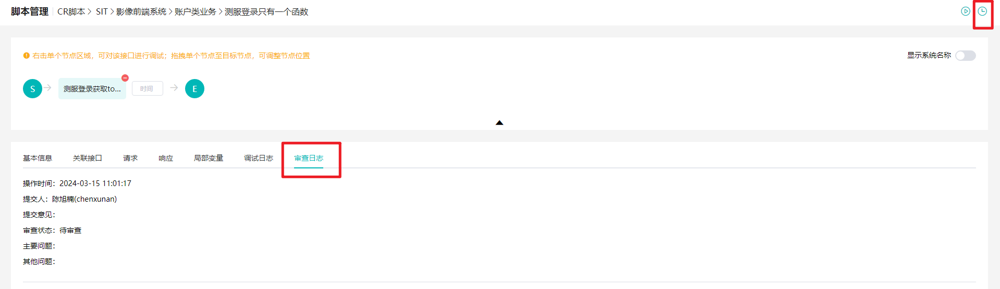 脚本管理 CR脚本 > SIT > 影像前端系统 > 账户类业务 > 测服登录只有一个函数
右击单个节点区域，可对该接口进行调试；拖拽单个节点至目标节点，可调整节点位置
显示系统名称
S 测服登录获取to... 时间 E
基本信息 关联接口 请求 响应 局部变量 调试日志 审查日志
操作时间：2024-03-15 11:01:17
提交人：陈旭楠(chenxunan)
提交意见：
审查状态：待审查
主要问题：
其他问题：